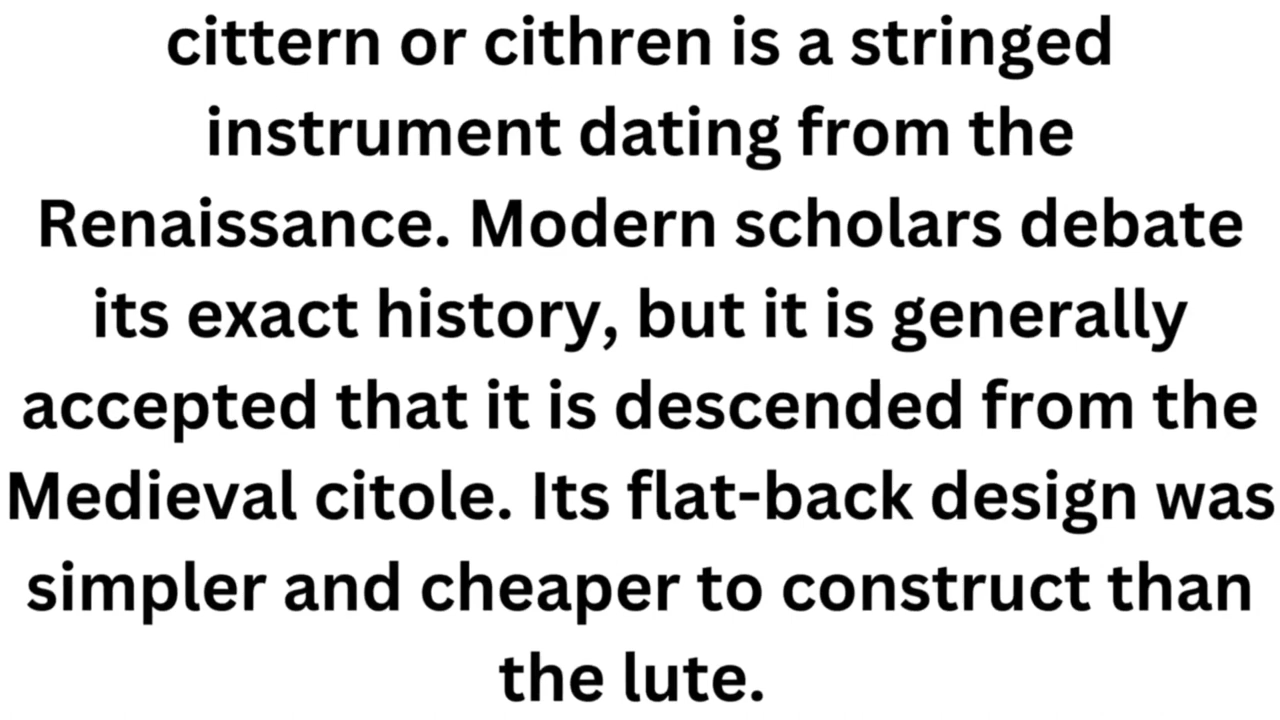 cittern or cithren is a stringed
instrument dating from the
Renaissance. Modern scholars debate
its exact history, but it is generally
accepted that it is descended from the
Medieval citole. Its flat-back design was
simpler and cheaper to construct than
the lute.